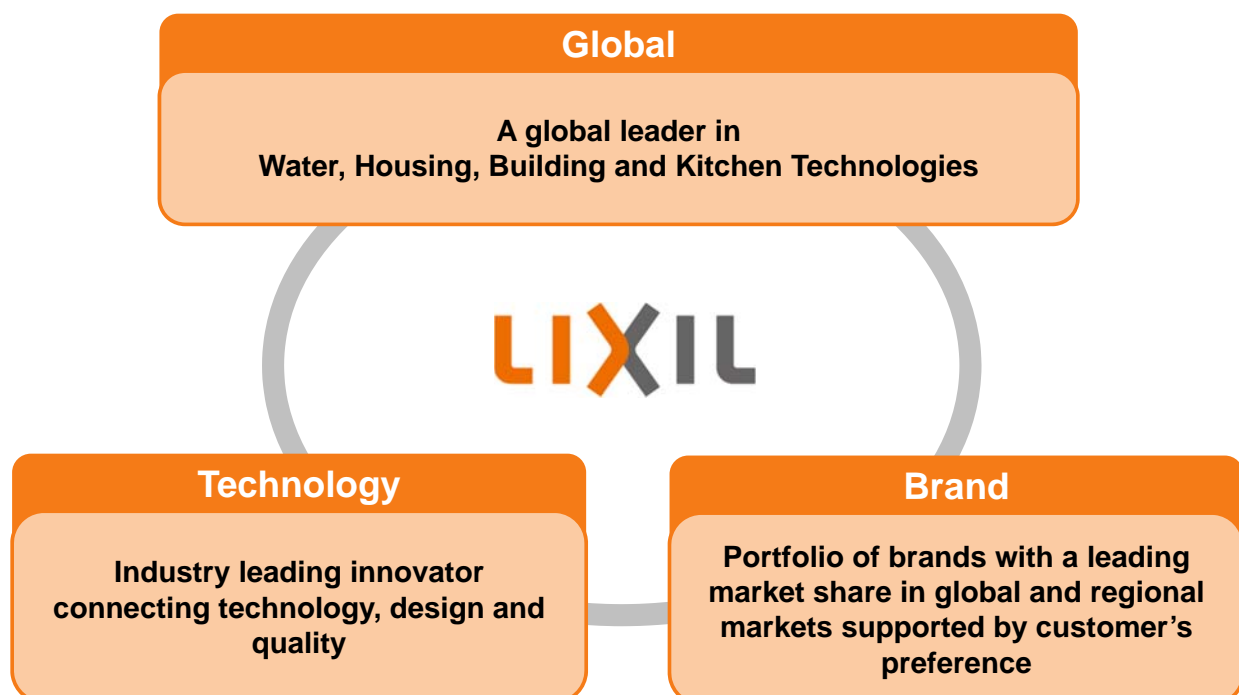 Global
A global leader in
Water, Housing, Building and Kitchen Technologies
LIXIL
Technology
Industry leading innovator
connecting technology, design and
quality
Brand
Portfolio of brands with a leading
market share in global and regional
markets supported by customer’s
preference